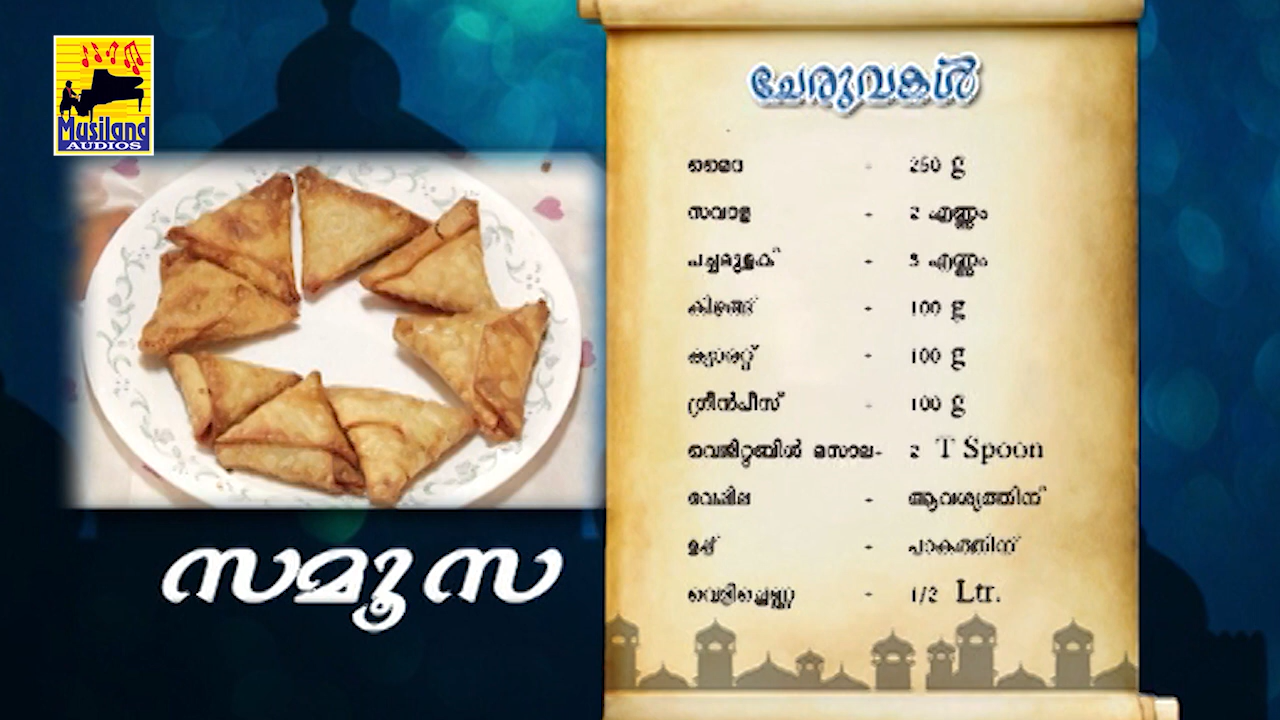 Musiland
AUDIOS
ചേരുവകൾ
മൈദ - 250 g
സവാള - 2 എണ്ണം
പച്ചമുളക് - 3 എണ്ണം
കിഴങ്ങ് - 100 g
ക്യാരറ്റ് - 100 g
ഗ്രീൻപീസ് - 100 g
വെജിറ്റബിൾ മസാല - 2 T Spoon
വേപ്പില - ആവശ്യത്തിന്
ഉപ്പ് - പാകത്തിന്
വെളിച്ചെണ്ണ - 1/2 Ltr.
സമൂസ